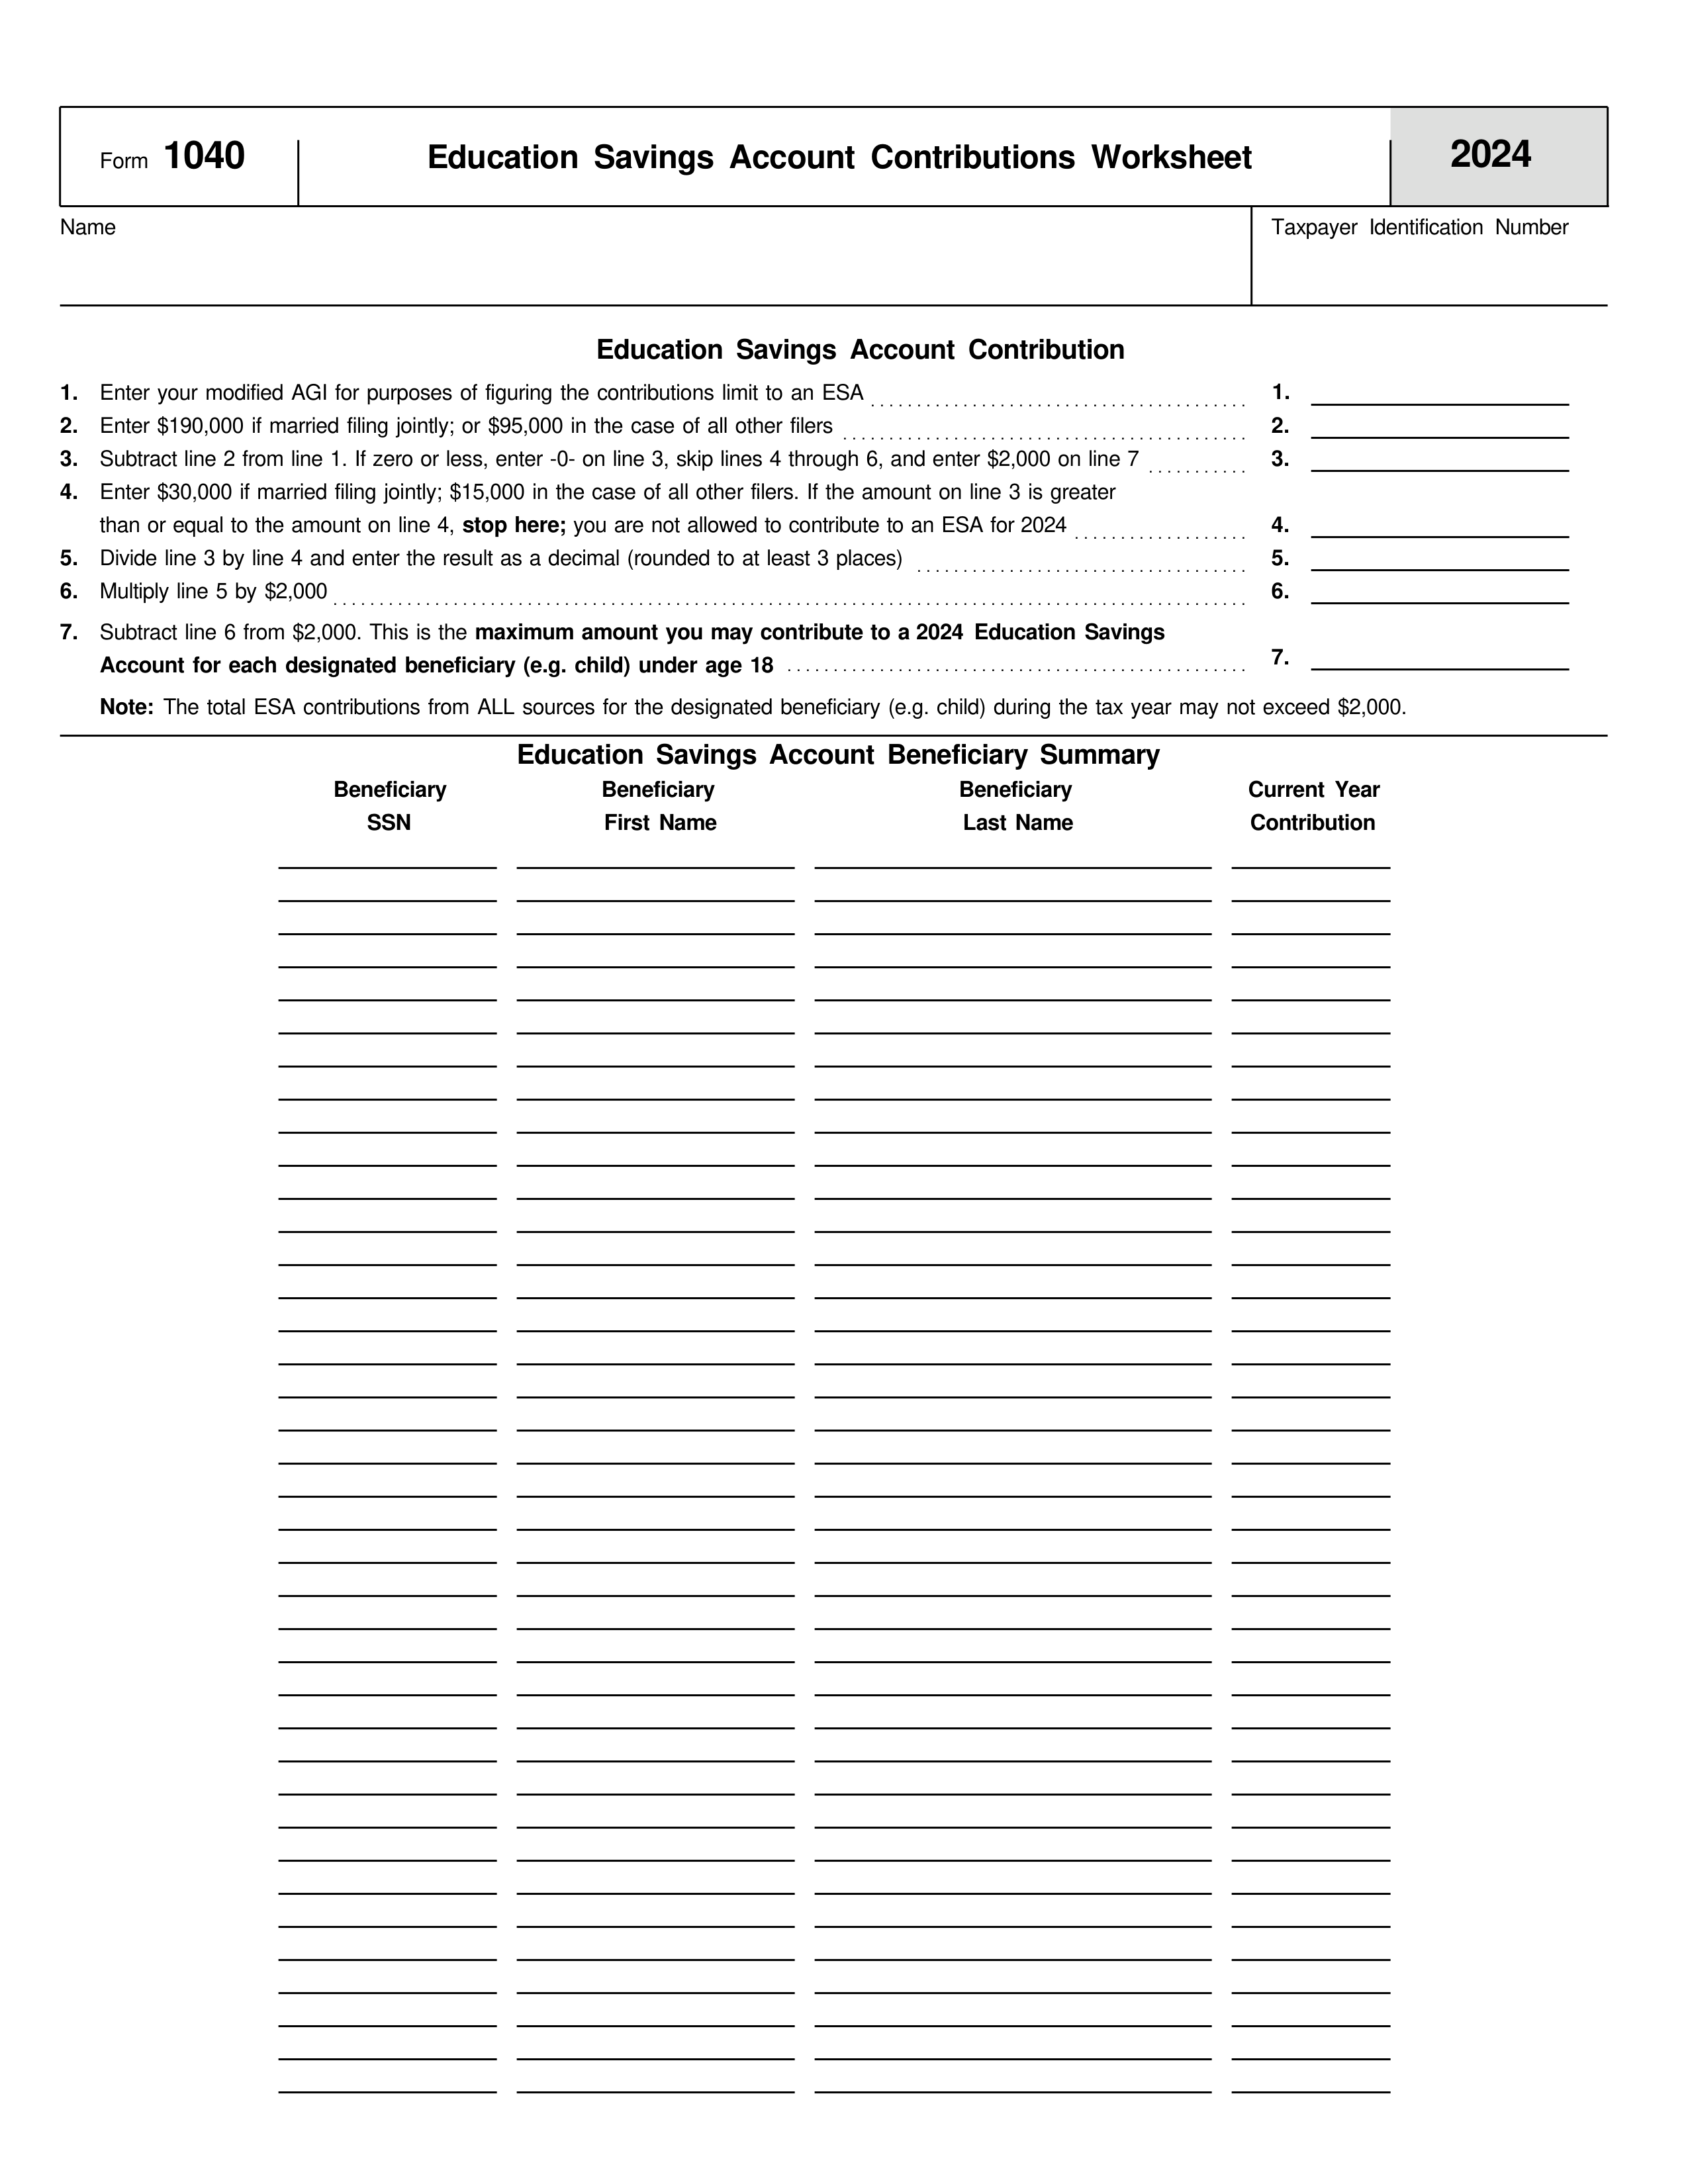 Form 1040 Education Savings Account Contributions Worksheet 2024
Name Taxpayer Identification Number
Education Savings Account Contribution
1. Enter your modified AGI for purposes of figuring the contributions limit to an ESA 1.
2. Enter $190,000 if married filing jointly; or $95,000 in the case of all other filers 2.
3. Subtract line 2 from line 1. If zero or less, enter -0- on line 3, skip lines 4 through 6, and enter $2,000 on line 7 3.
4. Enter $30,000 if married filing jointly; $15,000 in the case of all other filers. If the amount on line 3 is greater
than or equal to the amount on line 4, stop here; you are not allowed to contribute to an ESA for 2024 4.
5. Divide line 3 by line 4 and enter the result as a decimal (rounded to at least 3 places) 5.
6. Multiply line 5 by $2,000 6.
7. Subtract line 6 from $2,000. This is the maximum amount you may contribute to a 2024 Education Savings
Account for each designated beneficiary (e.g. child) under age 18 7.
Note: The total ESA contributions from ALL sources for the designated beneficiary (e.g. child) during the tax year may not exceed $2,000.
Education Savings Account Beneficiary Summary
Beneficiary Beneficiary Beneficiary Current Year
SSN First Name Last Name Contribution